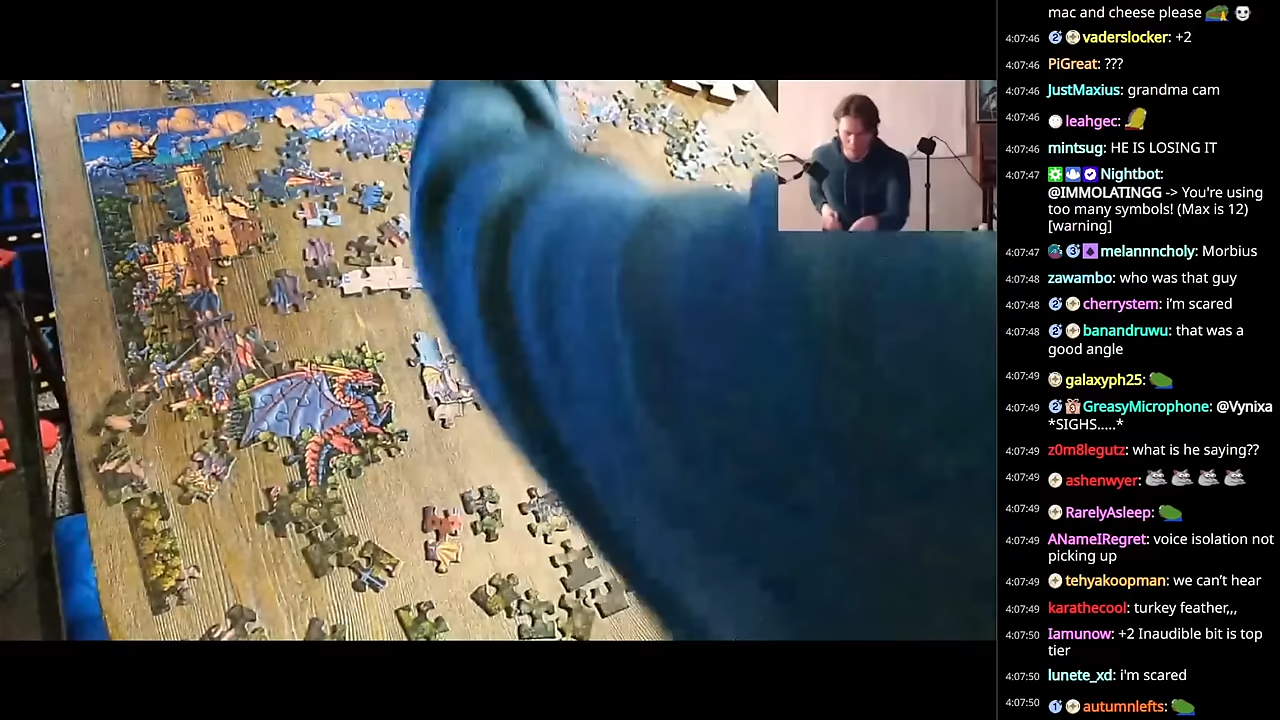 mac and cheese please
4:07:46 vaderslocker: +2
4:07:46 PiGreat: ???
4:07:46 JustMaxius: grandma cam
4:07:46 leahgec:
4:07:46 mintsug: HE IS LOSING IT
4:07:47 Nightbot:
@IMMOLATINGG -> You're using
too many symbols! (Max is 12)
[warning]
4:07:47 melannncholy: Morbius
4:07:48 zawambo: who was that guy
4:07:48 cherrystem: i'm scared
4:07:48 banandruwu: that was a
good angle
4:07:49 galaxyph25:
4:07:49 GreasyMicrophone: @Vynixa
*SIGHS.....*
4:07:49 z0m8legutz: what is he saying??
4:07:49 ashenwyer:
4:07:49 RarelyAsleep:
4:07:49 ANameIRegret: voice isolation not
picking up
4:07:49 tehyakoopman: we can't hear
4:07:49 karathecool: turkey feather,,,
4:07:50 Iamunow: +2 Inaudible bit is top
tier
4:07:50 lunete_xd: i'm scared
4:07:50 autumnlefts: